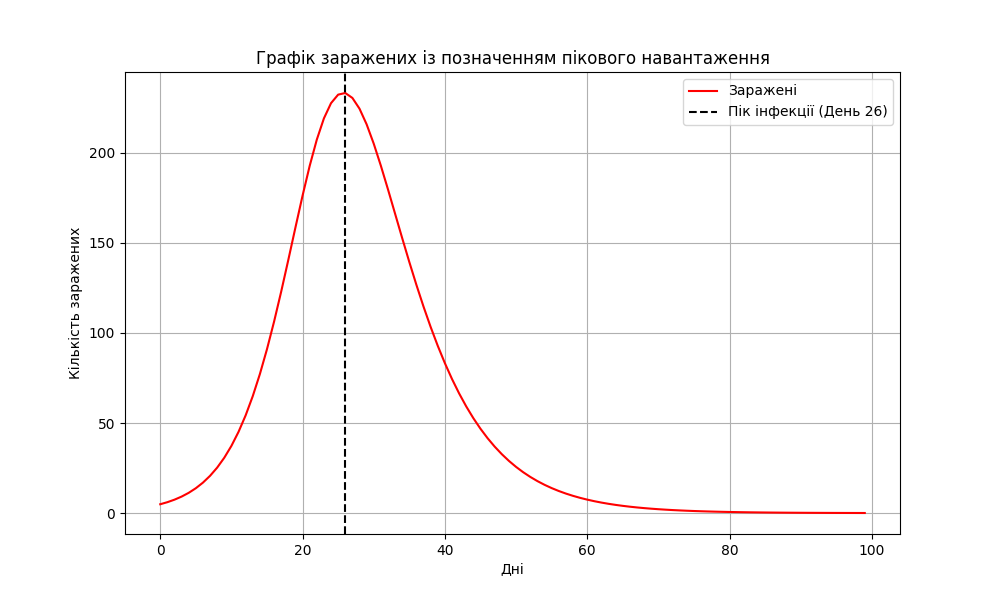 Графік заражених із позначенням пікового навантаження
Заражені
Пік інфекції (День 26)
Кількість заражених
200
150
100
50
0
0 20 40 60 80 100
Дні